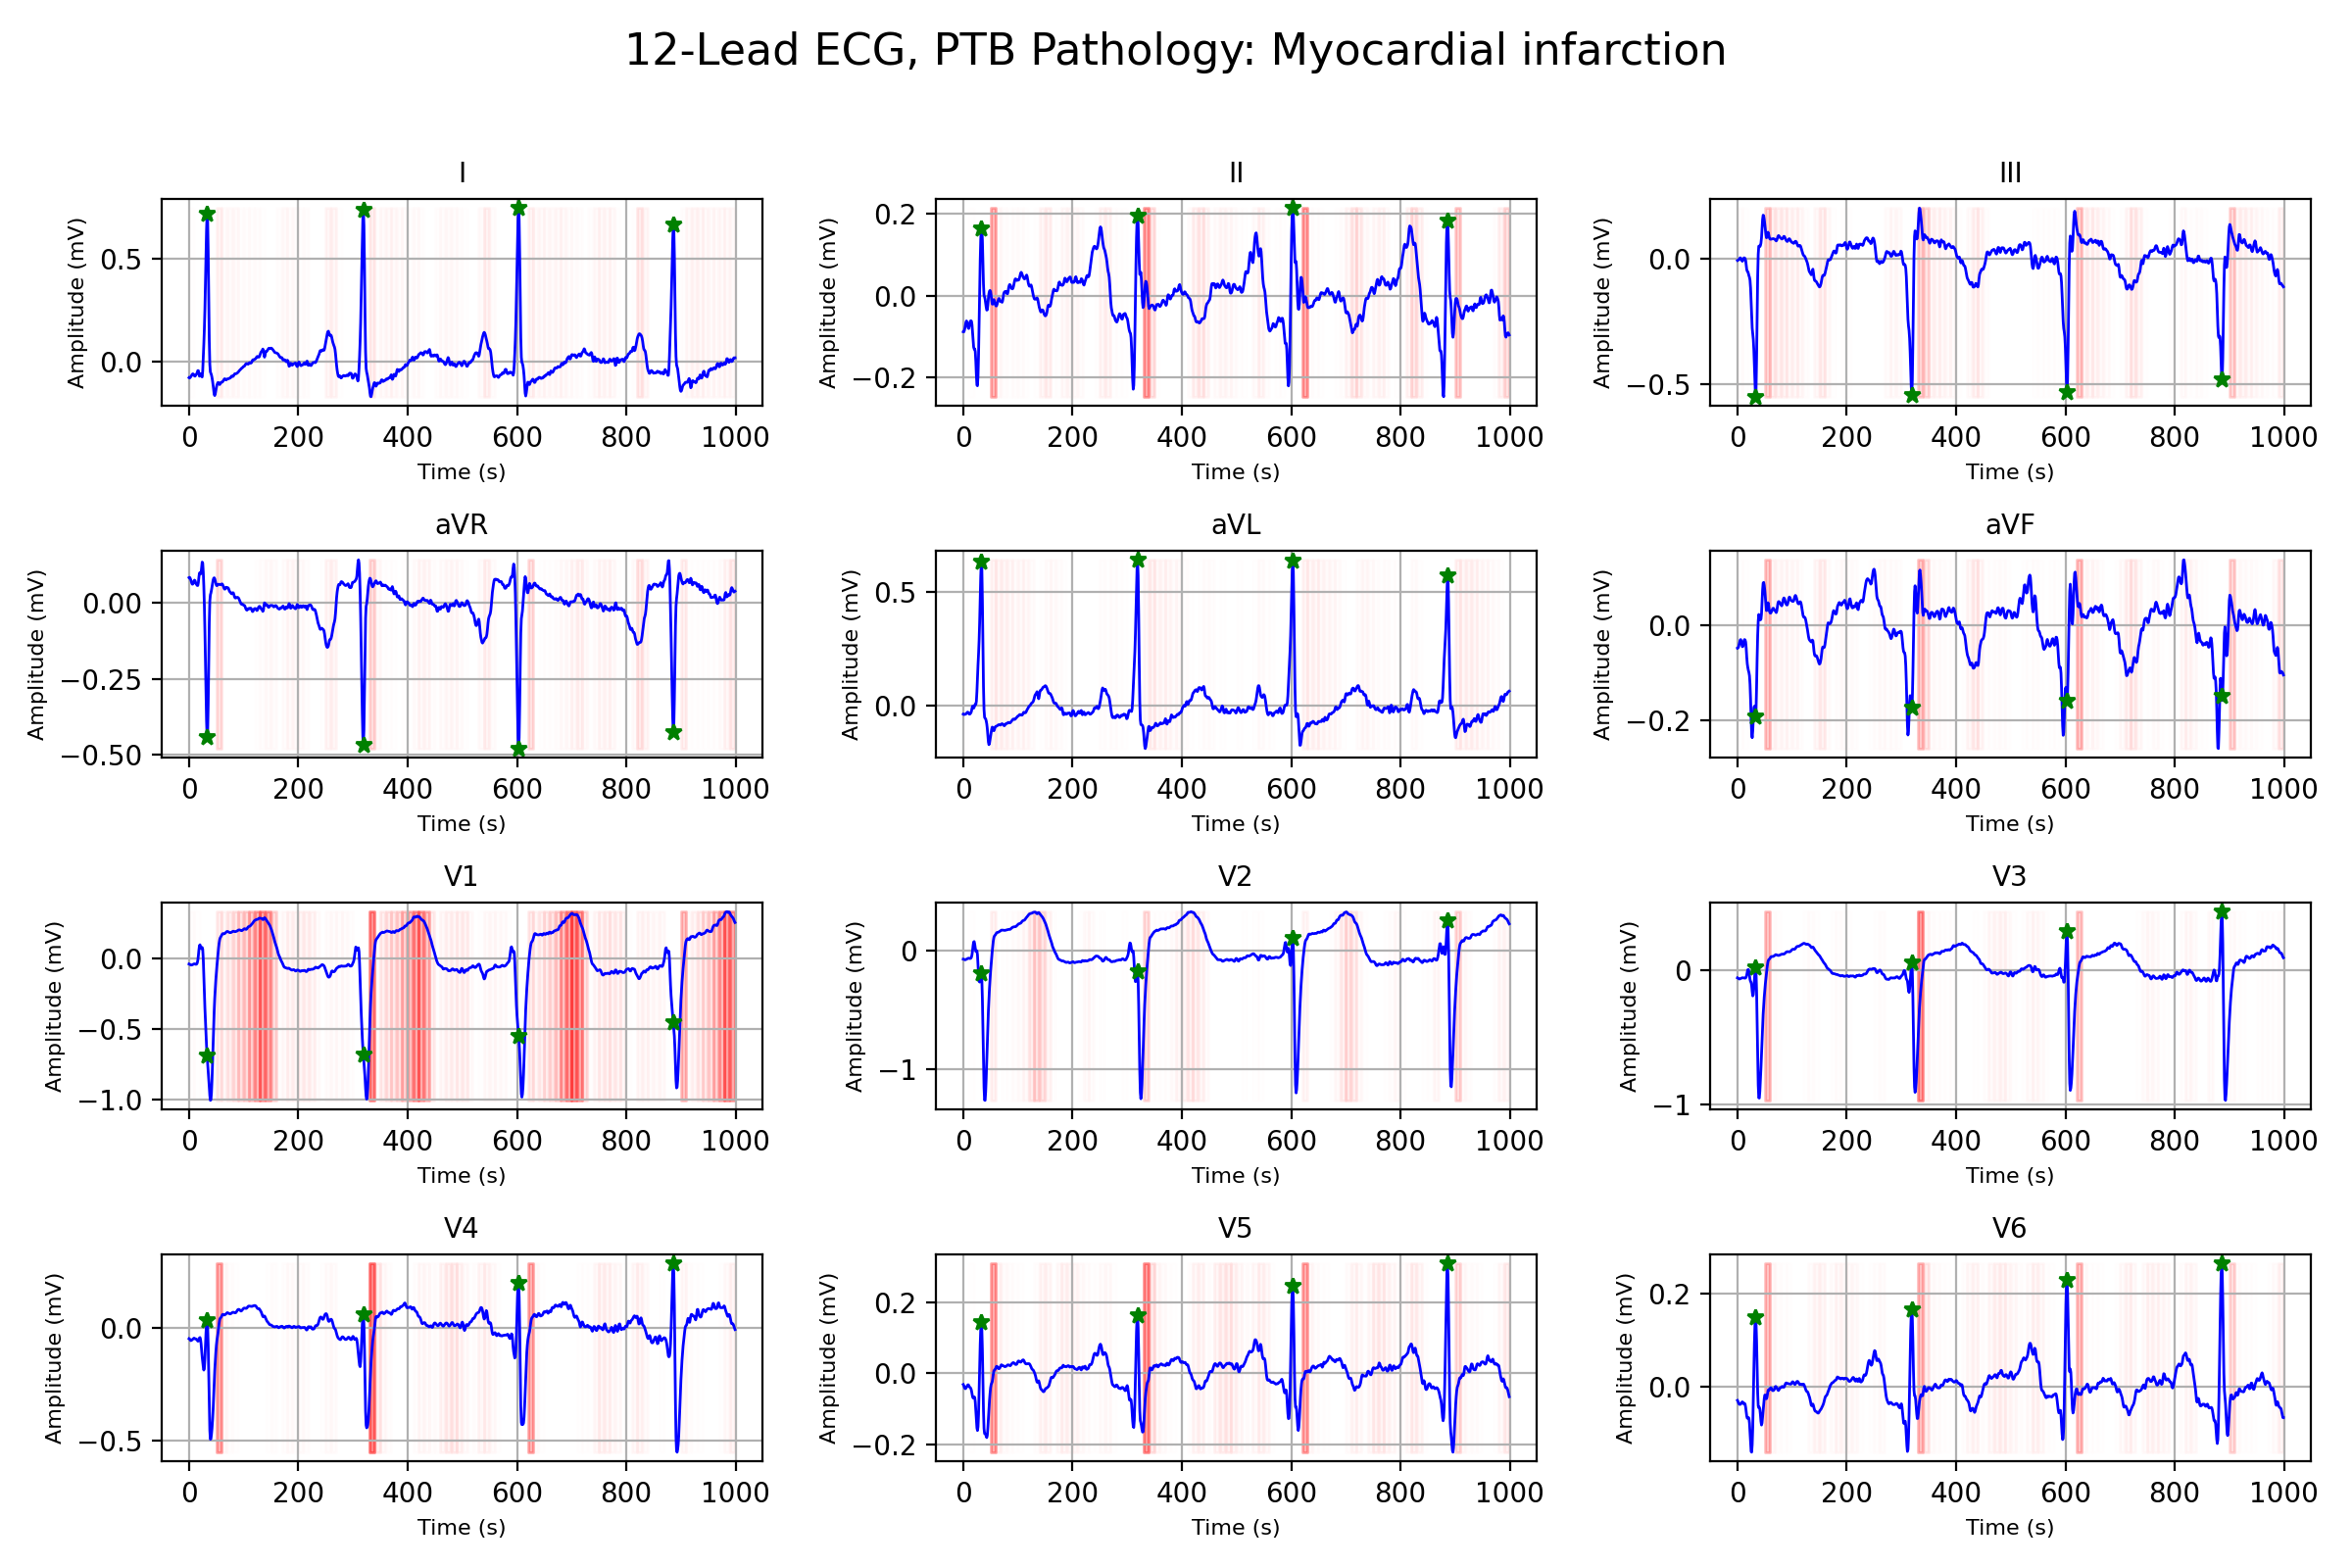 12-Lead ECG, PTB Pathology: Myocardial infarction
I
II
III
Amplitude (mV)
0.5
0.0
0 200 400 600 800 1000
Time (s)
Amplitude (mV)
0.2
0.0
−0.2
0 200 400 600 800 1000
Time (s)
Amplitude (mV)
0.0
−0.5
0 200 400 600 800 1000
Time (s)
aVR
aVL
aVF
Amplitude (mV)
0.00
−0.25
−0.50
0 200 400 600 800 1000
Time (s)
Amplitude (mV)
0.5
0.0
0 200 400 600 800 1000
Time (s)
Amplitude (mV)
0.0
−0.2
0 200 400 600 800 1000
Time (s)
V1
V2
V3
Amplitude (mV)
0.0
−0.5
−1.0
0 200 400 600 800 1000
Time (s)
Amplitude (mV)
0
−1
0 200 400 600 800 1000
Time (s)
Amplitude (mV)
0
−1
0 200 400 600 800 1000
Time (s)
V4
V5
V6
Amplitude (mV)
0.0
−0.5
0 200 400 600 800 1000
Time (s)
Amplitude (mV)
0.2
0.0
−0.2
0 200 400 600 800 1000
Time (s)
Amplitude (mV)
0.2
0.0
0 200 400 600 800 1000
Time (s)